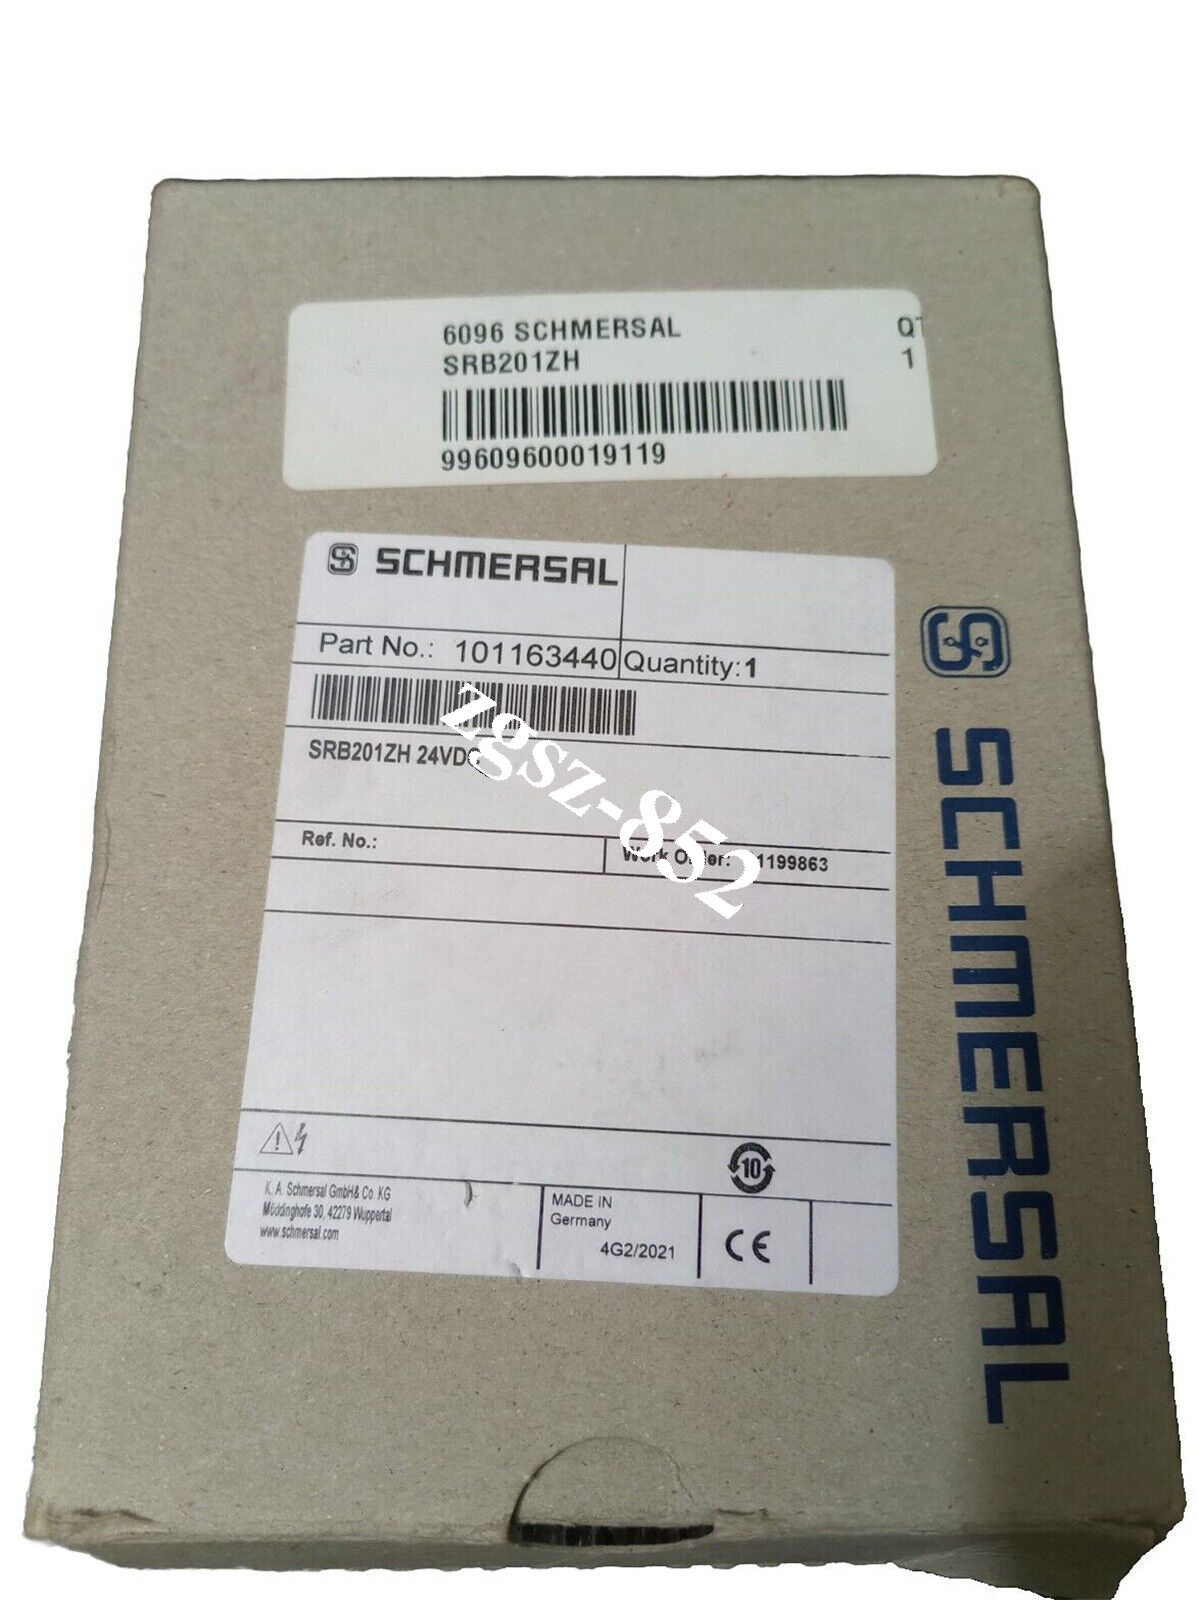 6096 SCHMERSAL
SRB201ZH
1
99609600019119
SCHMERSAL
Part No.: 101163440 Quantity: 1
SRB201ZH 24VDC
Ref. No.:
Work Order: 1199863
10
K. A. Schmersal GmbH& Co. KG
Möddinghofe 30, 42279 Wuppertal
www.schmersal.com
MADE IN
Germany
4G2/2021
CE
SCHMERSAL
zgsz-852